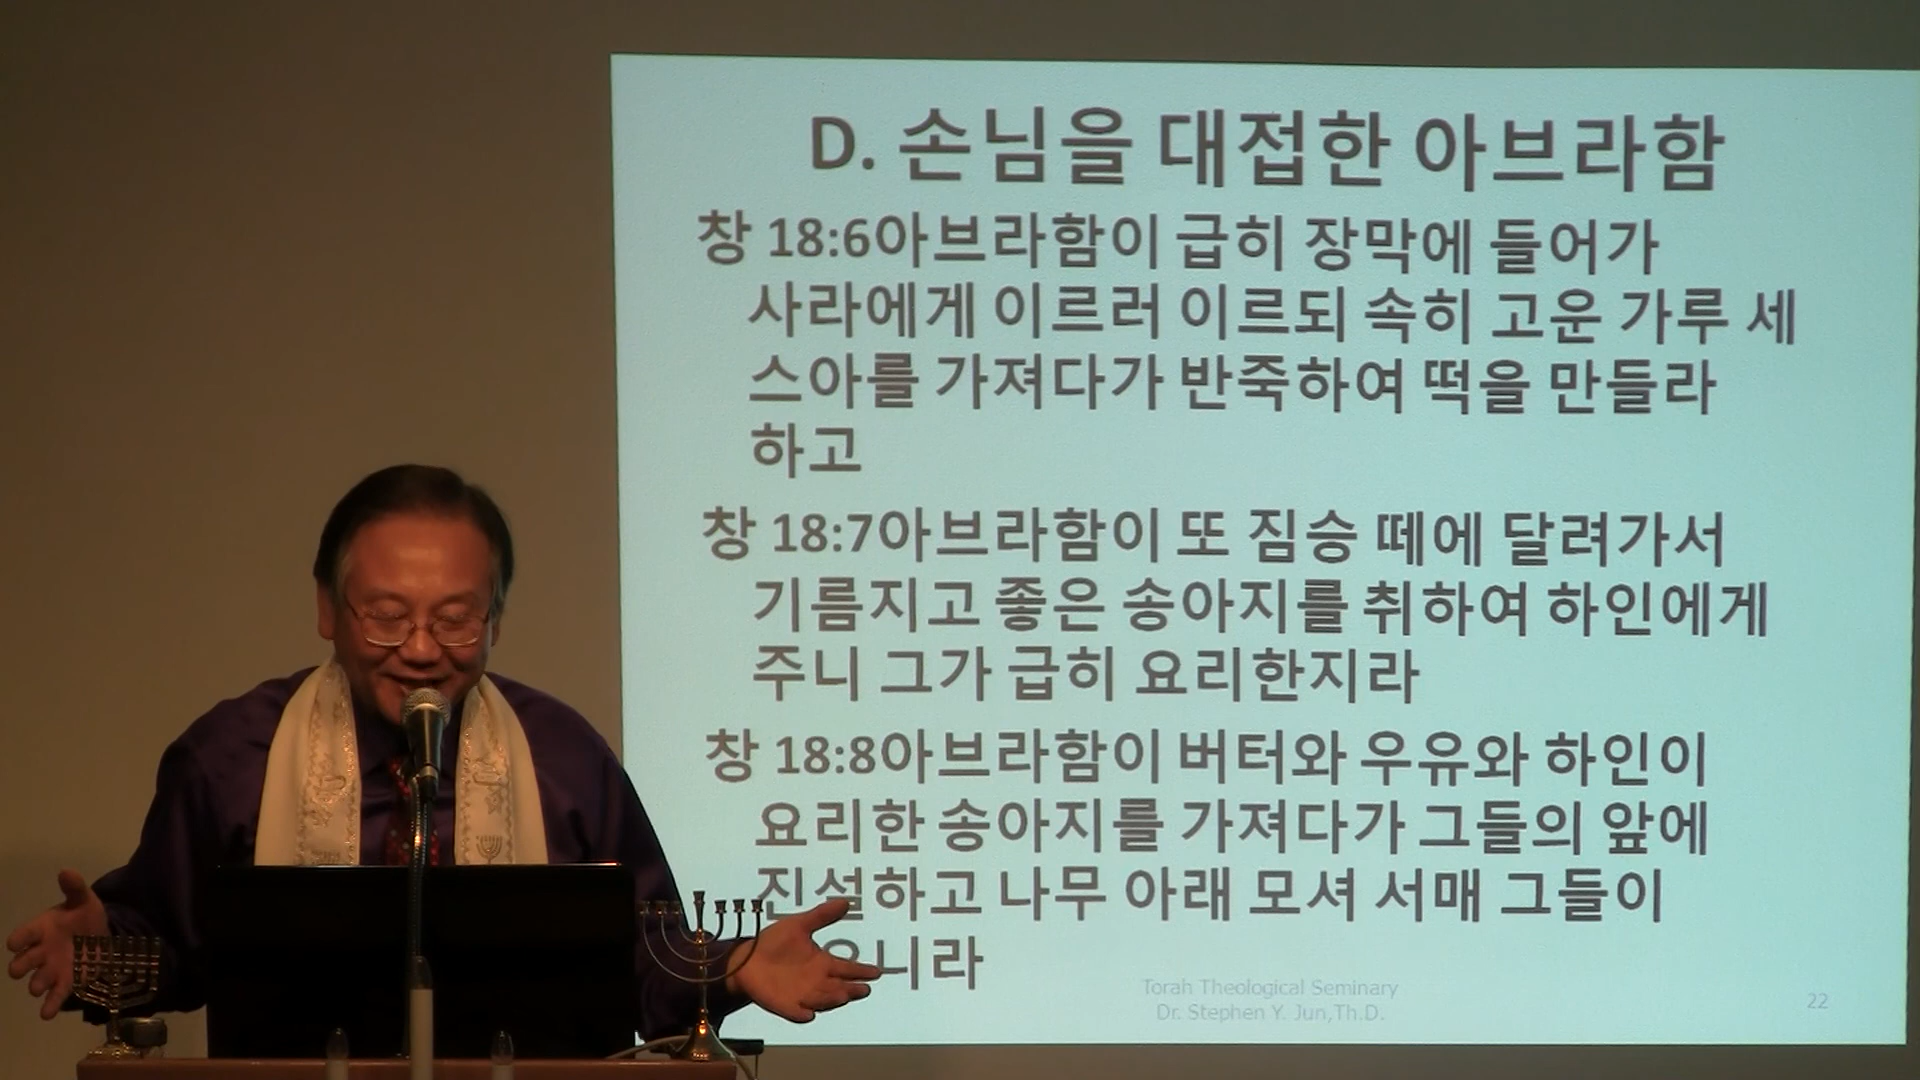 D. 손님을 대접한 아브라함
창 18:6아브라함이 급히 장막에 들어가
사라에게 이르러 이르되 속히 고운 가루 세
스아를 가져다가 반죽하여 떡을 만들라
하고
창 18:7아브라함이 또 짐승 떼에 달려가서
기름지고 좋은 송아지를 취하여 하인에게
주니 그가 급히 요리한지라
창 18:8아브라함이 버터와 우유와 하인이
요리한 송아지를 가져다가 그들의 앞에
진설하고 나무 아래 모셔 서매 그들이
Torah Theological Seminary
Dr. Stephen Y. Jun,Th.D.
22